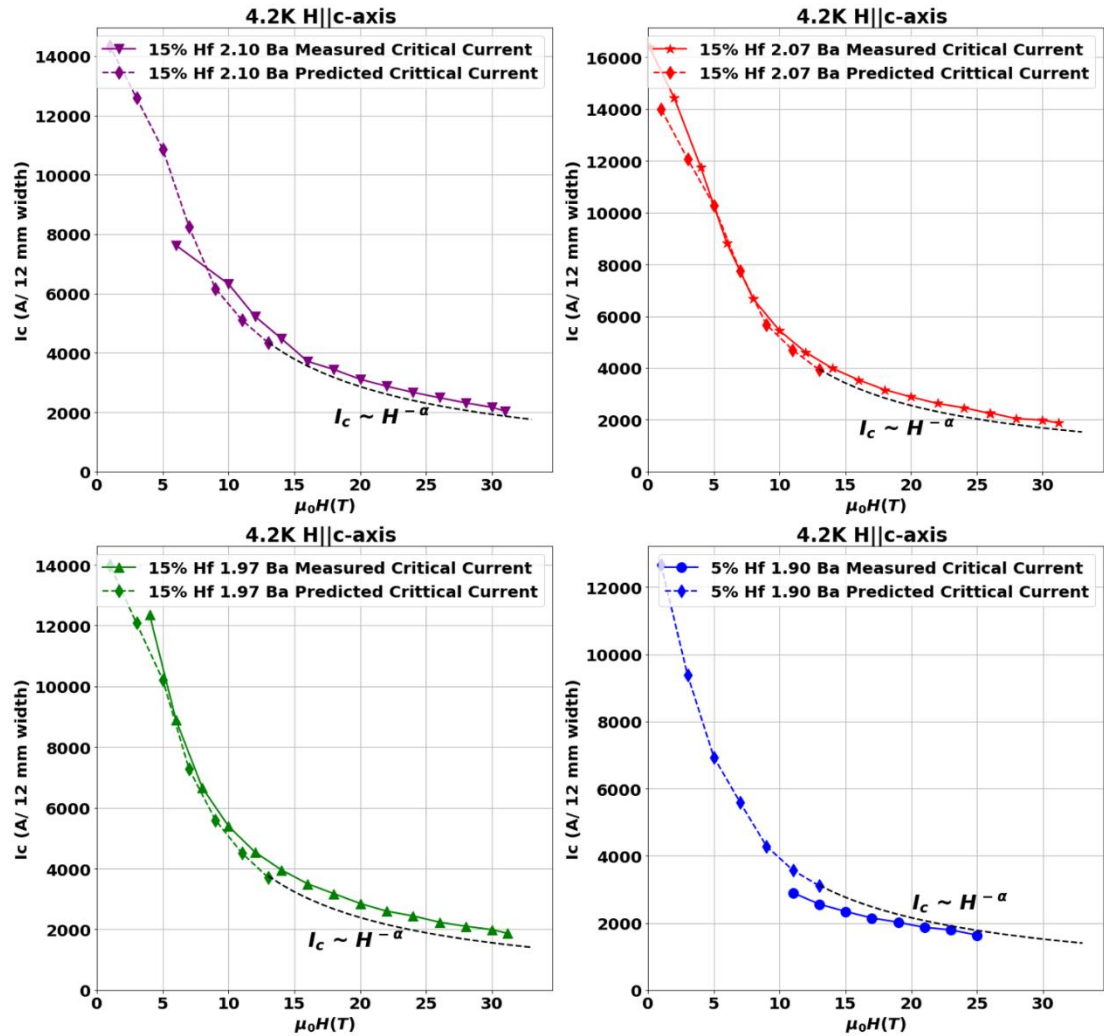 4.2K H||c-axis
14000
12000
10000
8000
6000
4000
2000
0
Ic (A/ 12 mm width)
15% Hf 2.10 Ba Measured Critical Current
15% Hf 2.10 Ba Predicted Crittical Current
I_c ~ H^{-α}
0 5 10 15 20 25 30
μ₀H(T)
4.2K H||c-axis
16000
14000
12000
10000
8000
6000
4000
2000
0
Ic (A/ 12 mm width)
15% Hf 2.07 Ba Measured Critical Current
15% Hf 2.07 Ba Predicted Crittical Current
I_c ~ H^{-α}
0 5 10 15 20 25 30
μ₀H(T)
4.2K H||c-axis
14000
12000
10000
8000
6000
4000
2000
0
Ic (A/ 12 mm width)
15% Hf 1.97 Ba Measured Critical Current
15% Hf 1.97 Ba Predicted Crittical Current
I_c ~ H^{-α}
0 5 10 15 20 25 30
μ₀H(T)
4.2K H||c-axis
12000
10000
8000
6000
4000
2000
0
Ic (A/ 12 mm width)
5% Hf 1.90 Ba Measured Critical Current
5% Hf 1.90 Ba Predicted Crittical Current
I_c ~ H^{-α}
0 5 10 15 20 25 30
μ₀H(T)